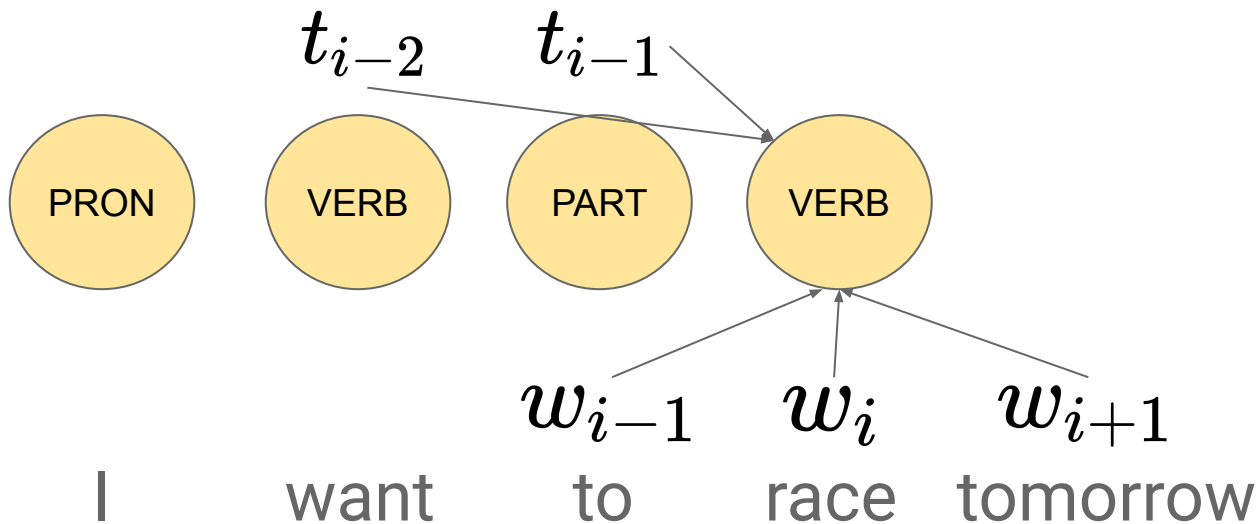 t_{i-2} t_{i-1}
PRON VERB PART VERB
w_{i-1} w_i w_{i+1}
I want to race tomorrow